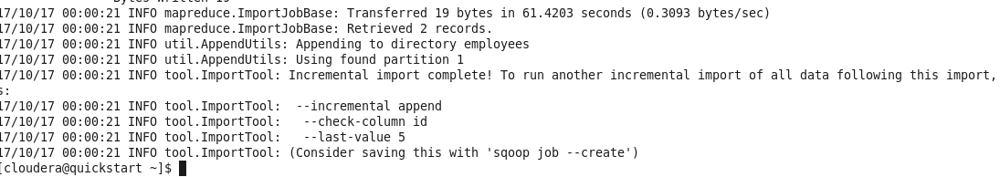 Bytes Written 19
17/10/17 00:00:21 INFO mapreduce.ImportJobBase: Transferred 19 bytes in 61.4203 seconds (0.3093 bytes/sec)
17/10/17 00:00:21 INFO mapreduce.ImportJobBase: Retrieved 2 records.
17/10/17 00:00:21 INFO util.AppendUtils: Appending to directory employees
17/10/17 00:00:21 INFO util.AppendUtils: Using found partition 1
17/10/17 00:00:21 INFO tool.ImportTool: Incremental import complete! To run another incremental import of all data following this import,
s:
17/10/17 00:00:21 INFO tool.ImportTool:  --incremental append
17/10/17 00:00:21 INFO tool.ImportTool:   --check-column id
17/10/17 00:00:21 INFO tool.ImportTool:   --last-value 5
17/10/17 00:00:21 INFO tool.ImportTool: (Consider saving this with 'sqoop job --create')
[cloudera@quickstart ~]$